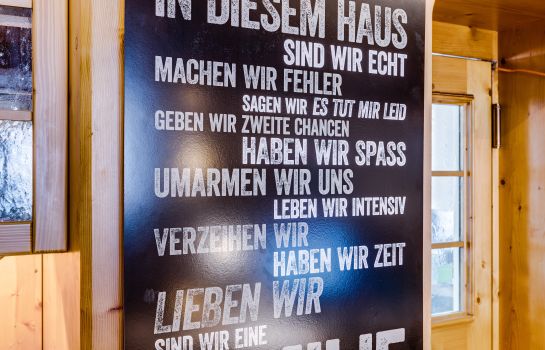 IN DIESEM HAUS
SIND WIR ECHT
MACHEN WIR FEHLER
SAGEN WIR ES TUT MIR LEID
GEBEN WIR ZWEITE CHANCEN
HABEN WIR SPASS
UMARMEN WIR UNS
LEBEN WIR INTENSIV
VERZEIHEN WIR
HABEN WIR ZEIT
LIEBEN WIR
SIND WIR EINE